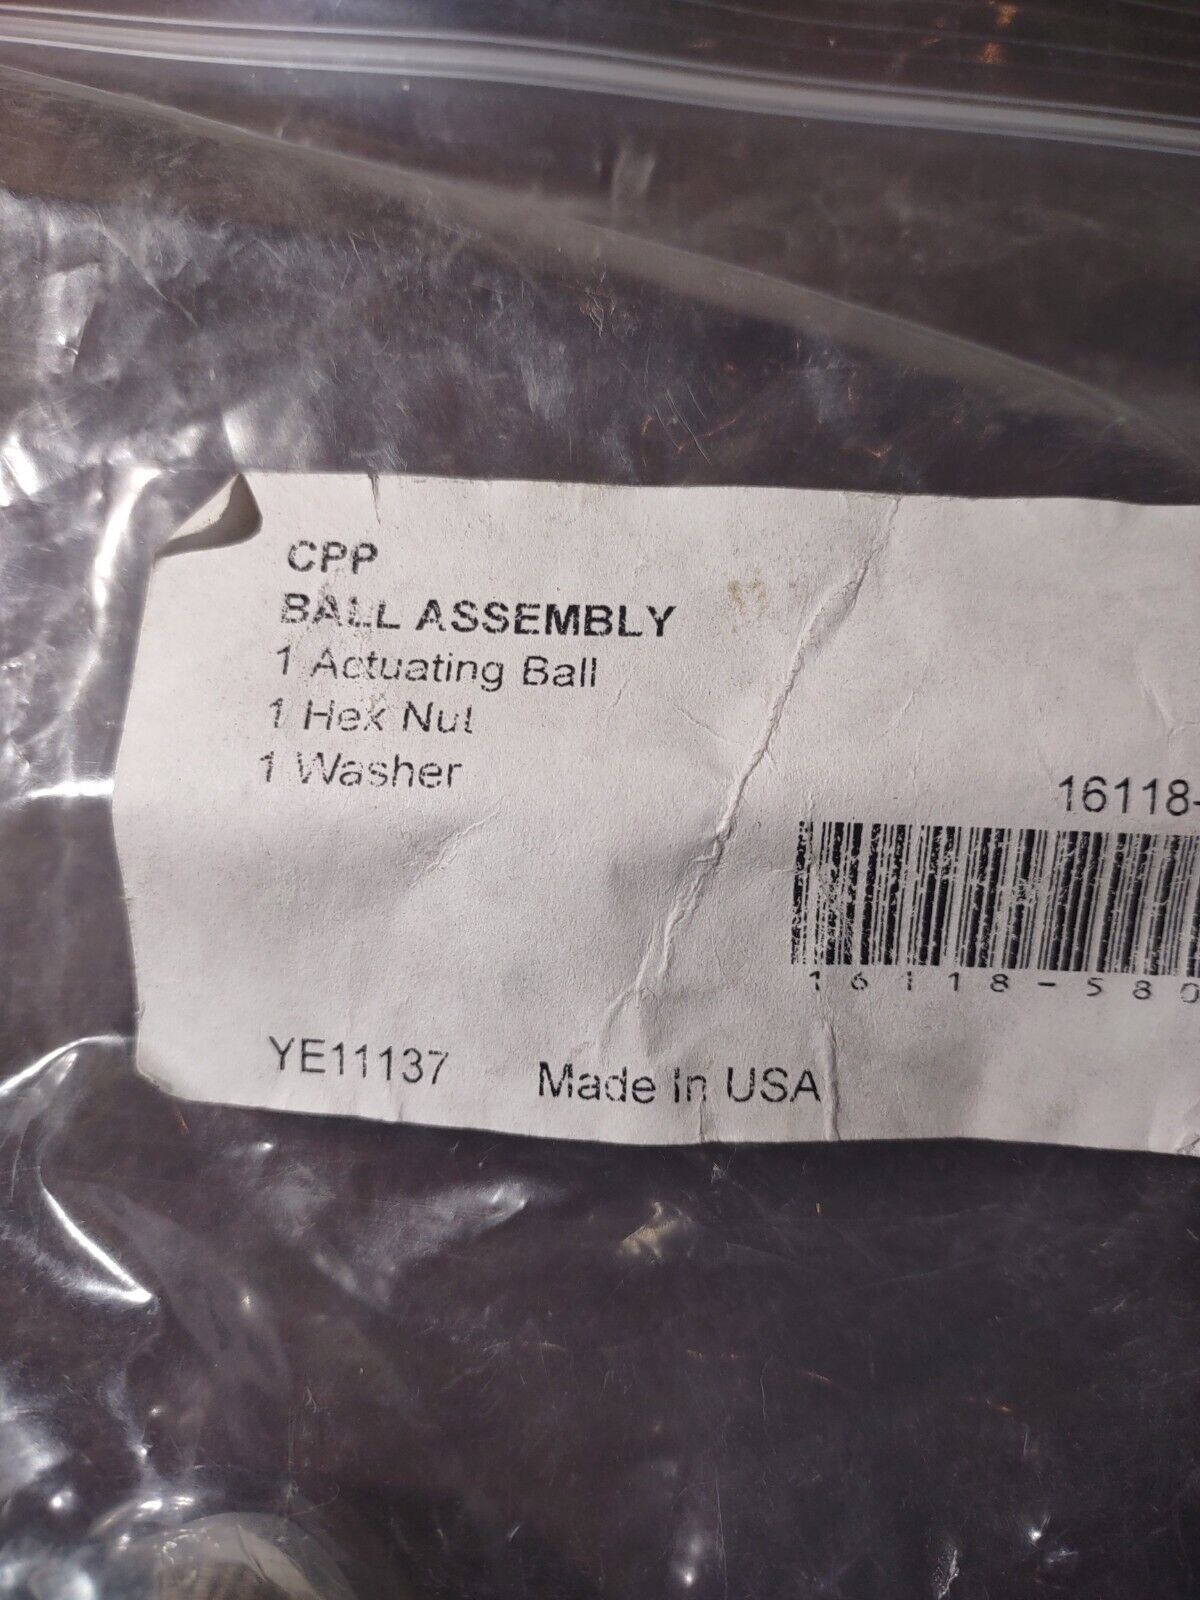 CPP
BALL ASSEMBLY
1 Actuating Ball
1 Hex Nut
1 Washer
16118-
16118-580
YE11137 Made In USA